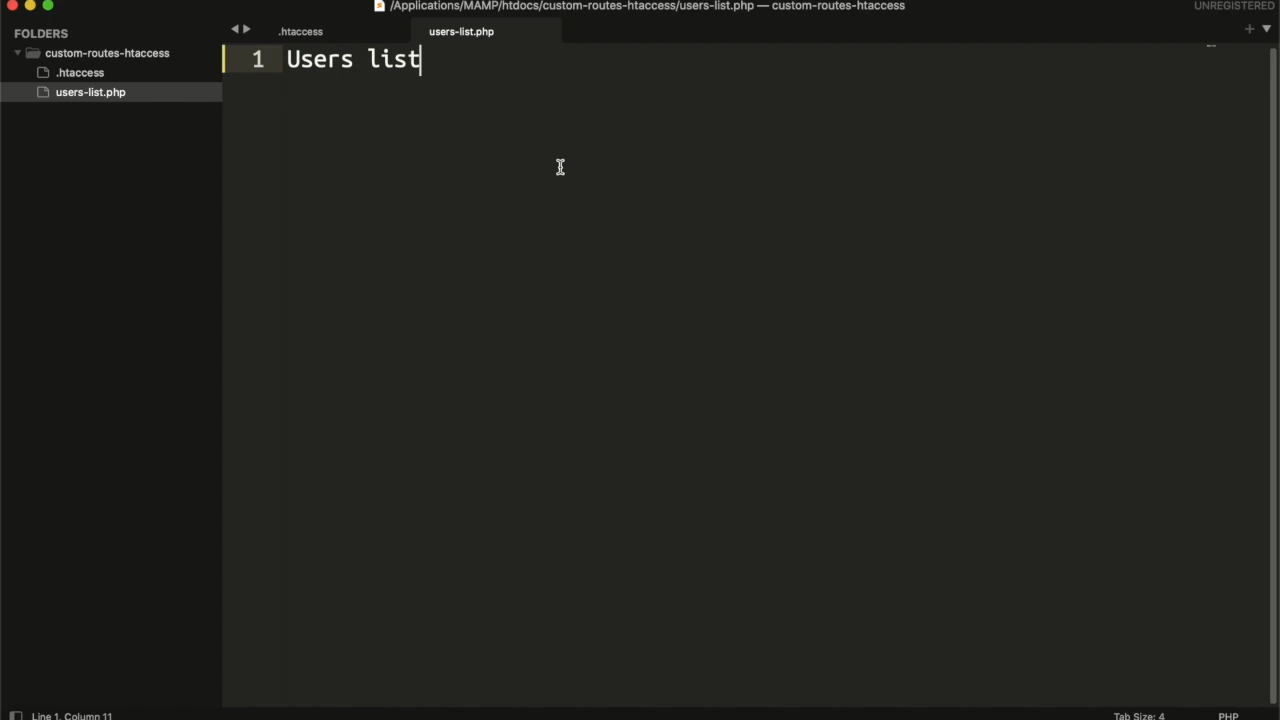 /Applications/MAMP/htdocs/custom-routes-htaccess/users-list.php — custom-routes-htaccess
UNREGISTERED
FOLDERS
custom-routes-htaccess
.htaccess
users-list.php
.htaccess
users-list.php
1 Users list
Line 1, Column 11
Tab Size: 4
PHP